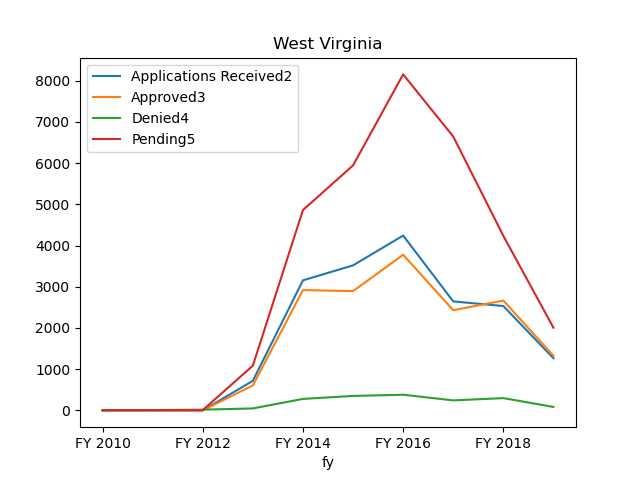 West Virginia
Applications Received2
Approved3
Denied4
Pending5
8000
7000
6000
5000
4000
3000
2000
1000
0
FY 2010 FY 2012 FY 2014 FY 2016 FY 2018
fy